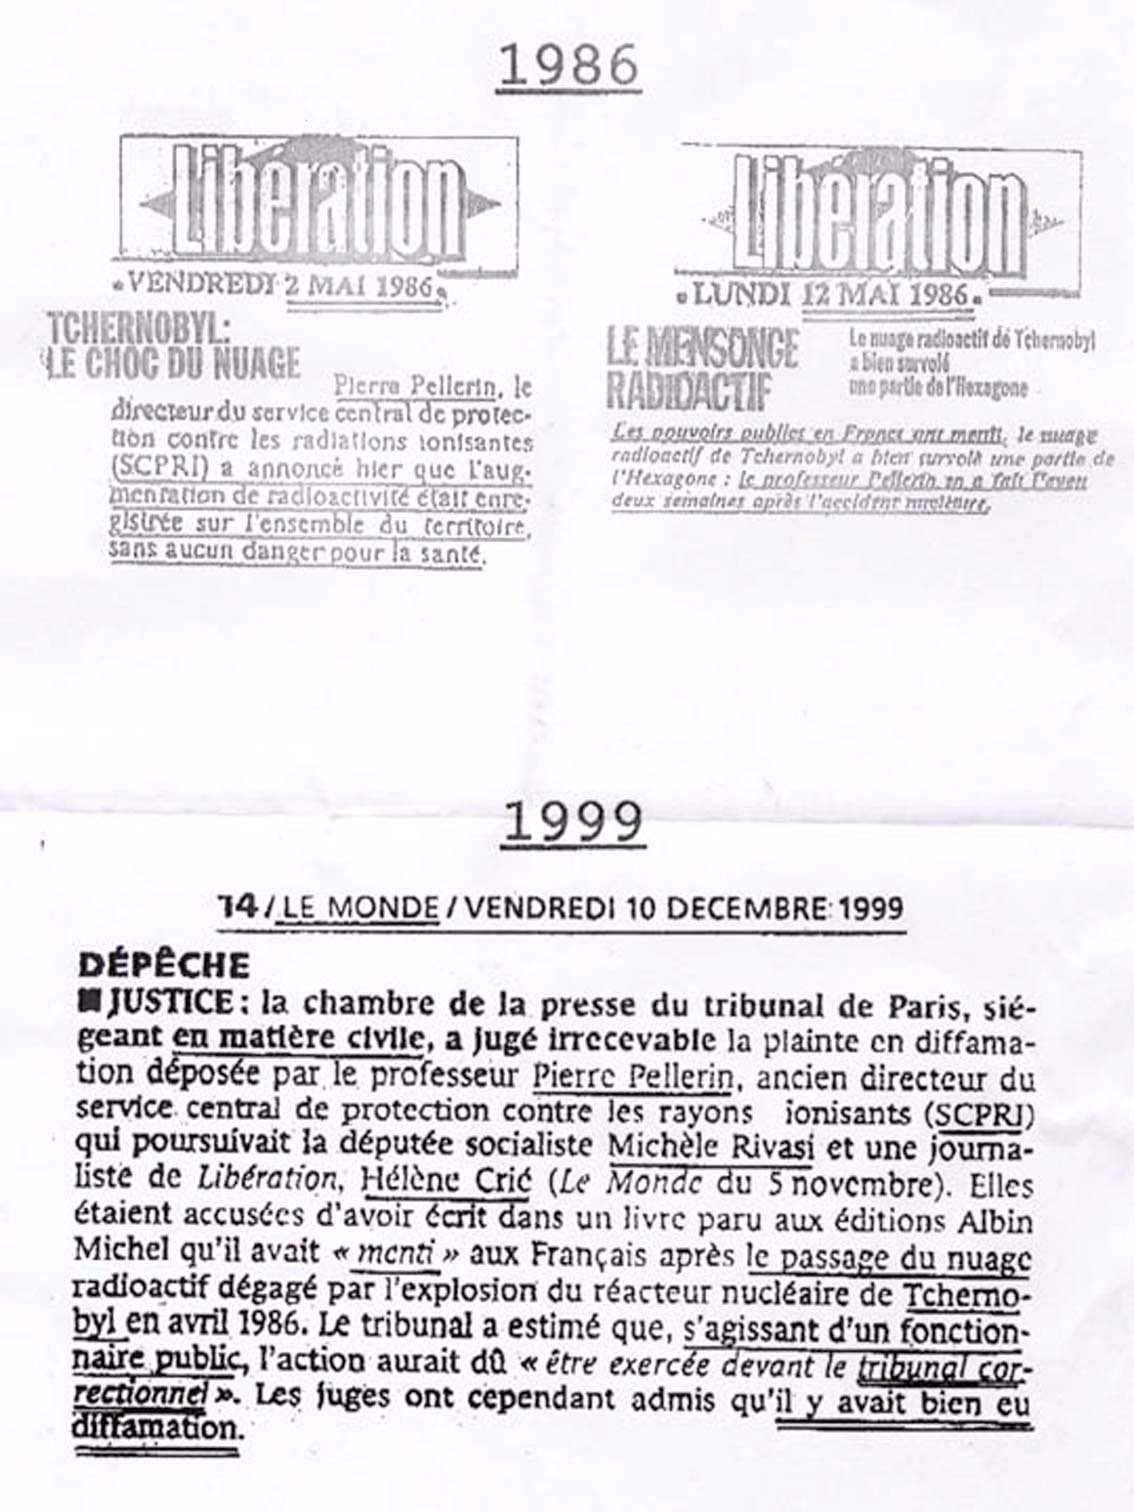 1986
Libération
VENDREDI 2 MAI 1986
TCHERNOBYL:
LE CHOC DU NUAGE
Pierre Pellerin, le
directeur du service central de protec-
tion contre les radiations ionisantes
(SCPRI) a annoncé hier que l'aug-
mentation de radioactivité était enre-
gistrée sur l'ensemble du territoire,
sans aucun danger pour la santé.
Libération
LUNDI 12 MAI 1986
LE MENSONGE
RADIOACTIF
Le nuage radioactif de Tchernobyl
a bien survolé
une partie de l'Hexagone
Les pouvoirs publics en France ont menti, le nuage
radioactif de Tchernobyl a bien survolé une partie de
l'Hexagone : le professeur Pellerin en a fait l'aveu
deux semaines après l'accident nucléaire.
1999
14/LE MONDE/VENDREDI 10 DECEMBRE 1999
DÉPÊCHE
■ JUSTICE : la chambre de la presse du tribunal de Paris, sié-
geant en matière civile, a jugé irrecevable la plainte en diffama-
tion déposée par le professeur Pierre Pellerin, ancien directeur du
service central de protection contre les rayons ionisants (SCPRI)
qui poursuivait la députée socialiste Michèle Rivasi et une journa-
liste de Libération, Hélène Crié (Le Monde du 5 novembre). Elles
étaient accusées d'avoir écrit dans un livre paru aux éditions Albin
Michel qu'il avait « menti » aux Français après le passage du nuage
radioactif dégagé par l'explosion du réacteur nucléaire de Tcherno-
byl en avril 1986. Le tribunal a estimé que, s'agissant d'un fonction-
naire public, l'action aurait dû « être exercée devant le tribunal cor-
rectionnel ». Les juges ont cependant admis qu'il y avait bien eu
diffamation.